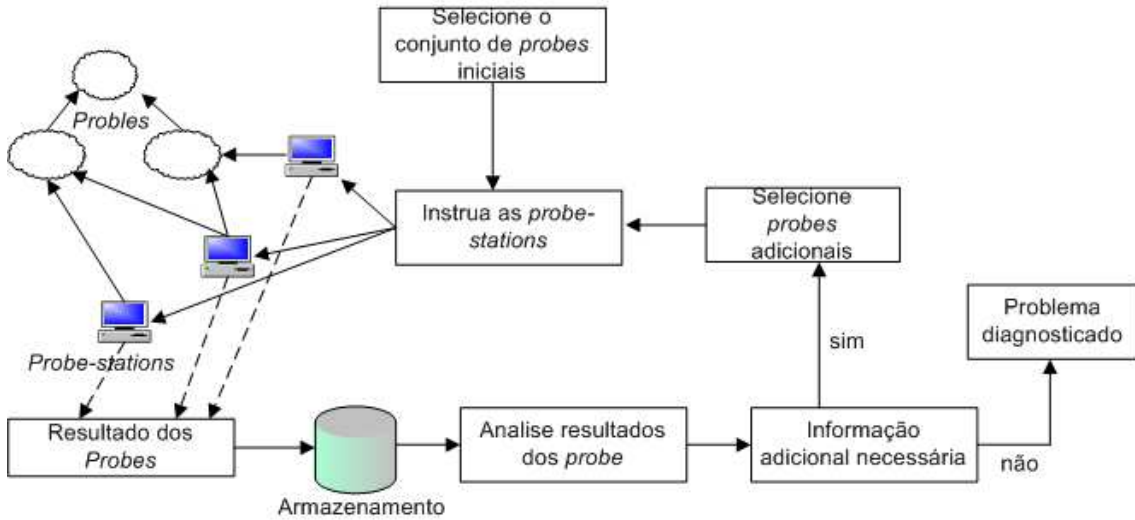 Selecione o
conjunto de probes
iniciais
Probles
Instrua as probe-
stations
Selecione
probes
adicionais
Problema
diagnosticado
sim
Probe-stations
Resultado dos
Probes
Armazenamento
Analise resultados
dos probe
Informação
adicional necessária
não